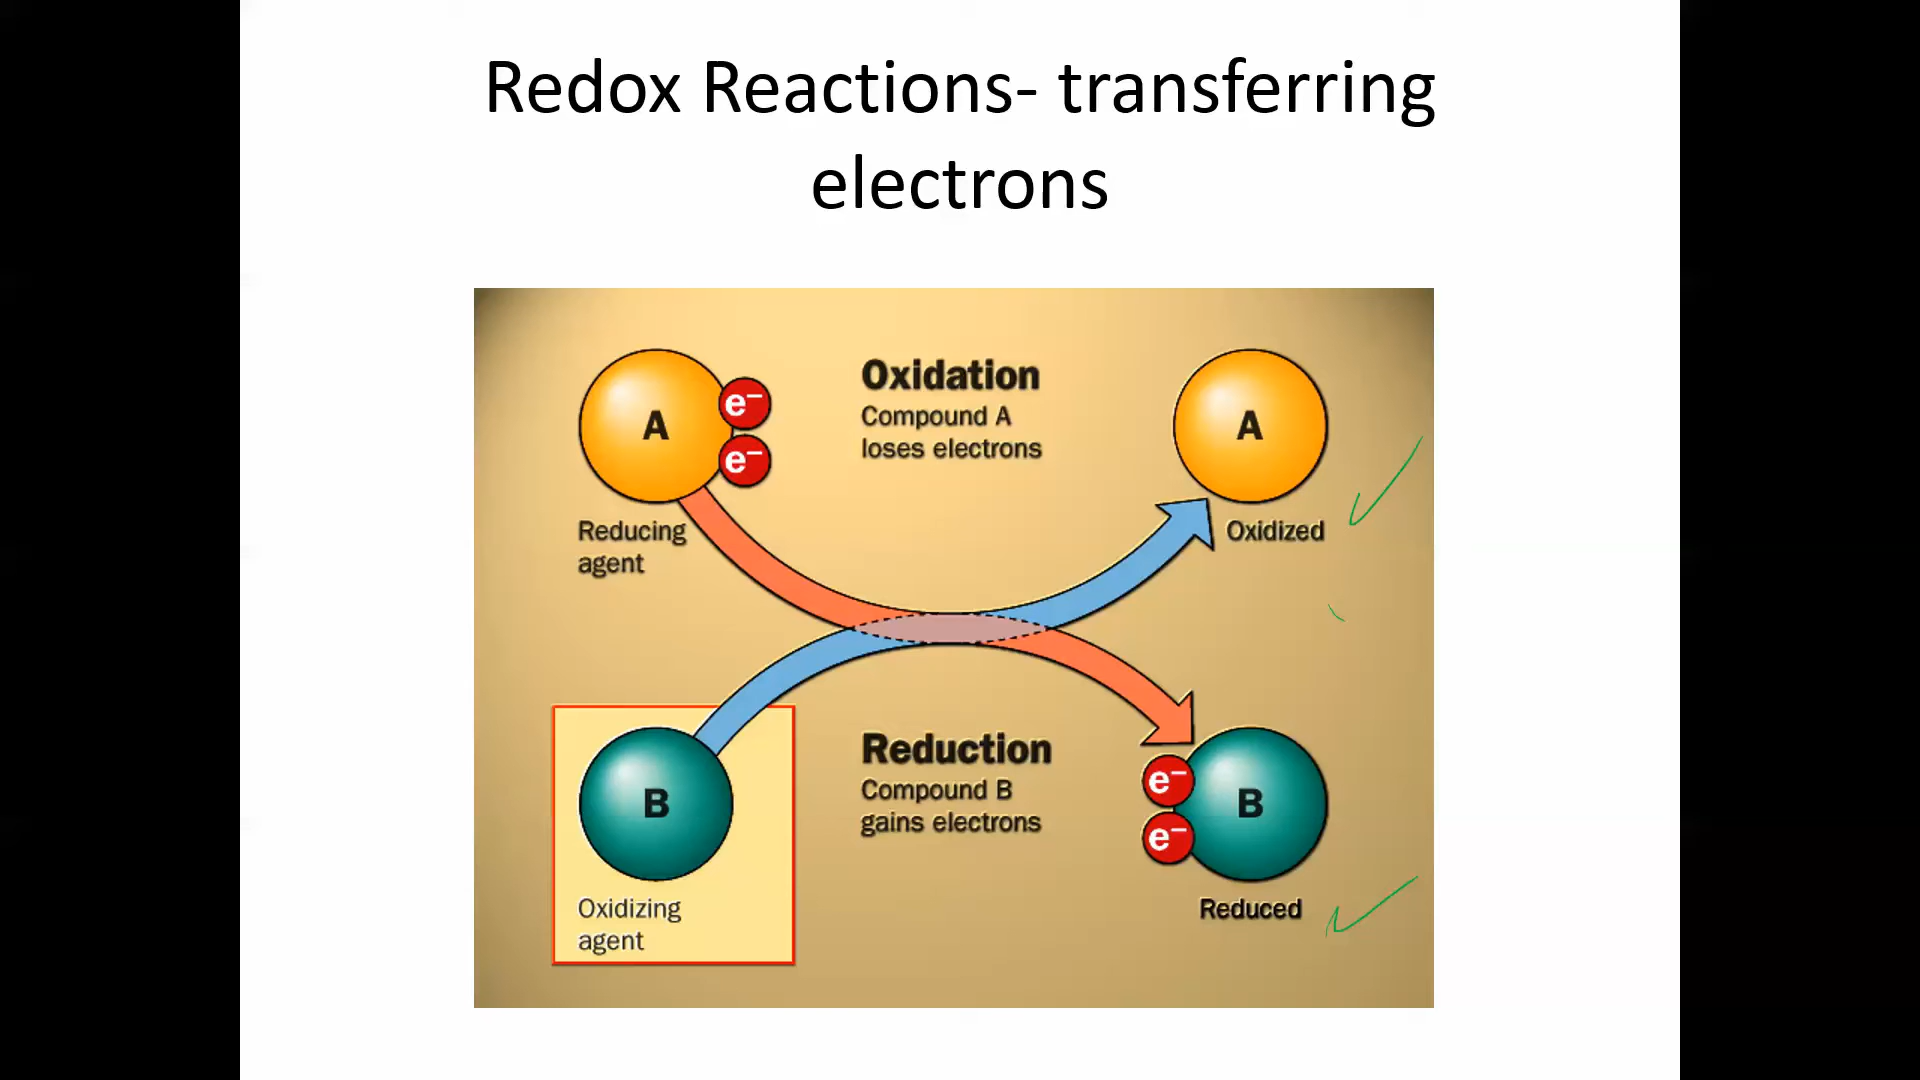 Redox Reactions- transferring
electrons
A
e−
e−
Oxidation
Compound A
loses electrons
A
Reducing
agent
Oxidized
B
Oxidizing
agent
Reduction
Compound B
gains electrons
e−
e−
B
Reduced